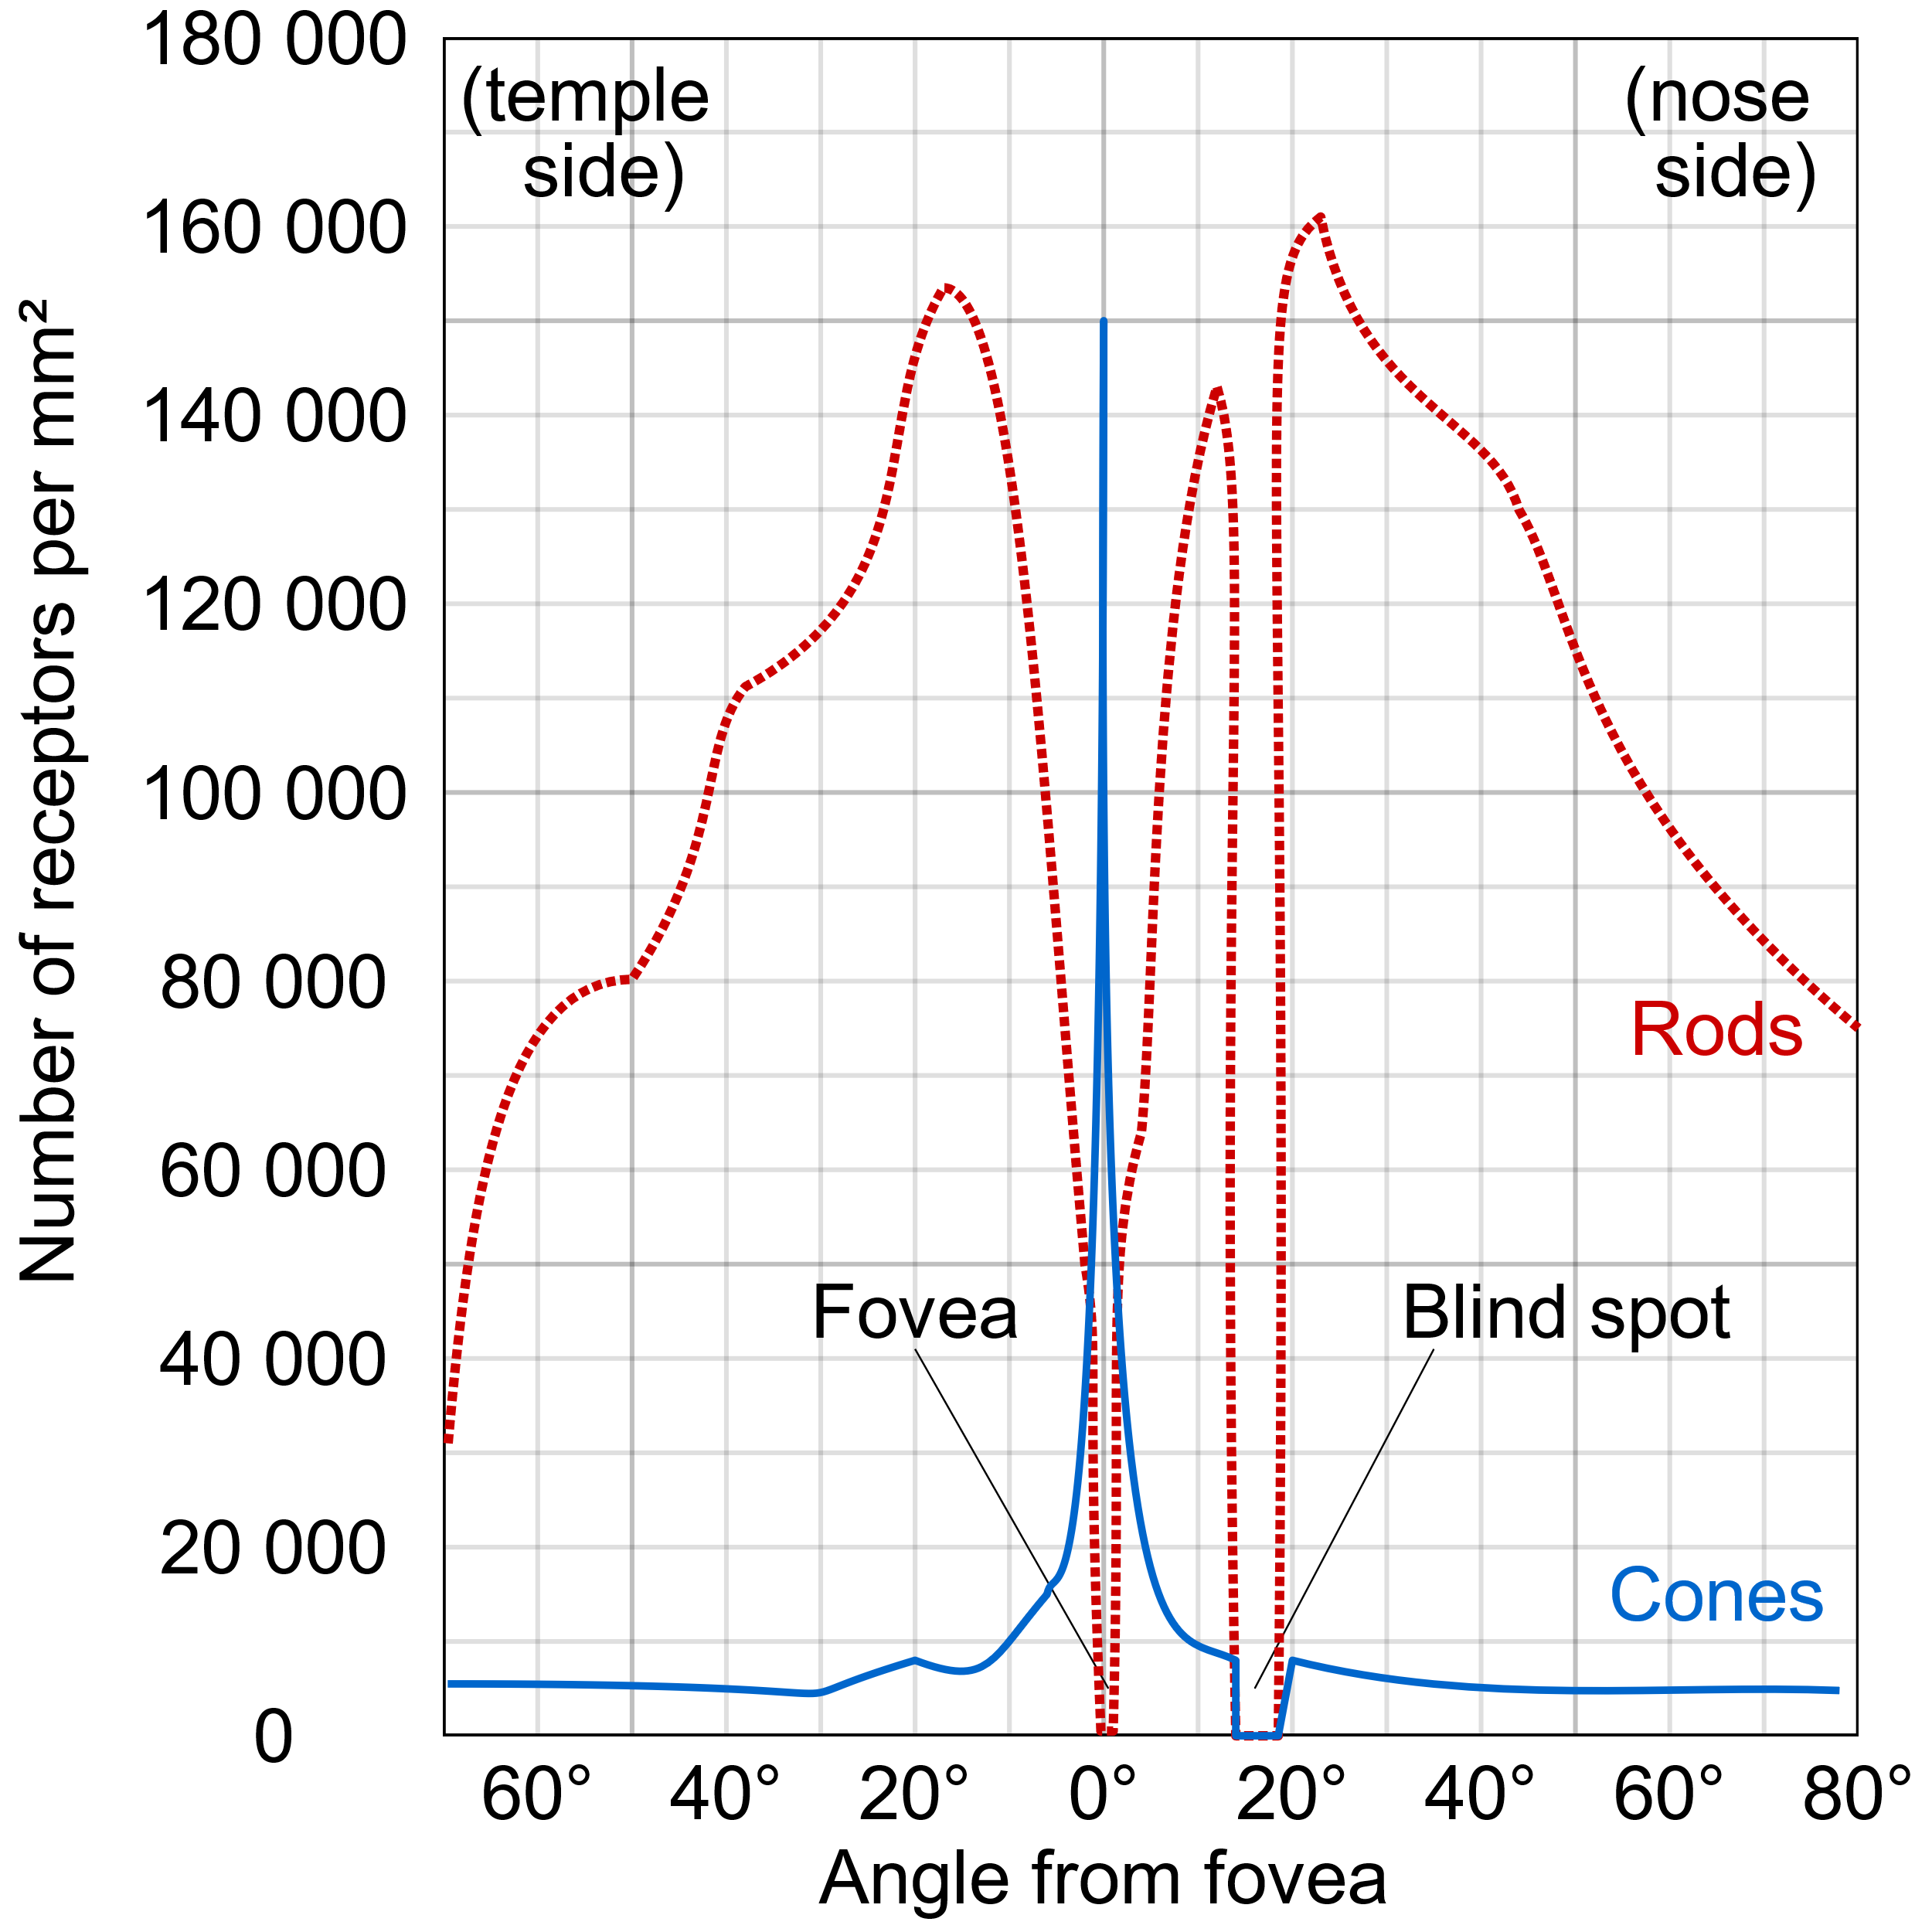 180 000
(temple
side)
(nose
side)
160 000
140 000
120 000
100 000
80 000
60 000
40 000
20 000
0
Number of receptors per mm²
Rods
Fovea
Blind spot
Cones
60° 40° 20° 0° 20° 40° 60° 80°
Angle from fovea